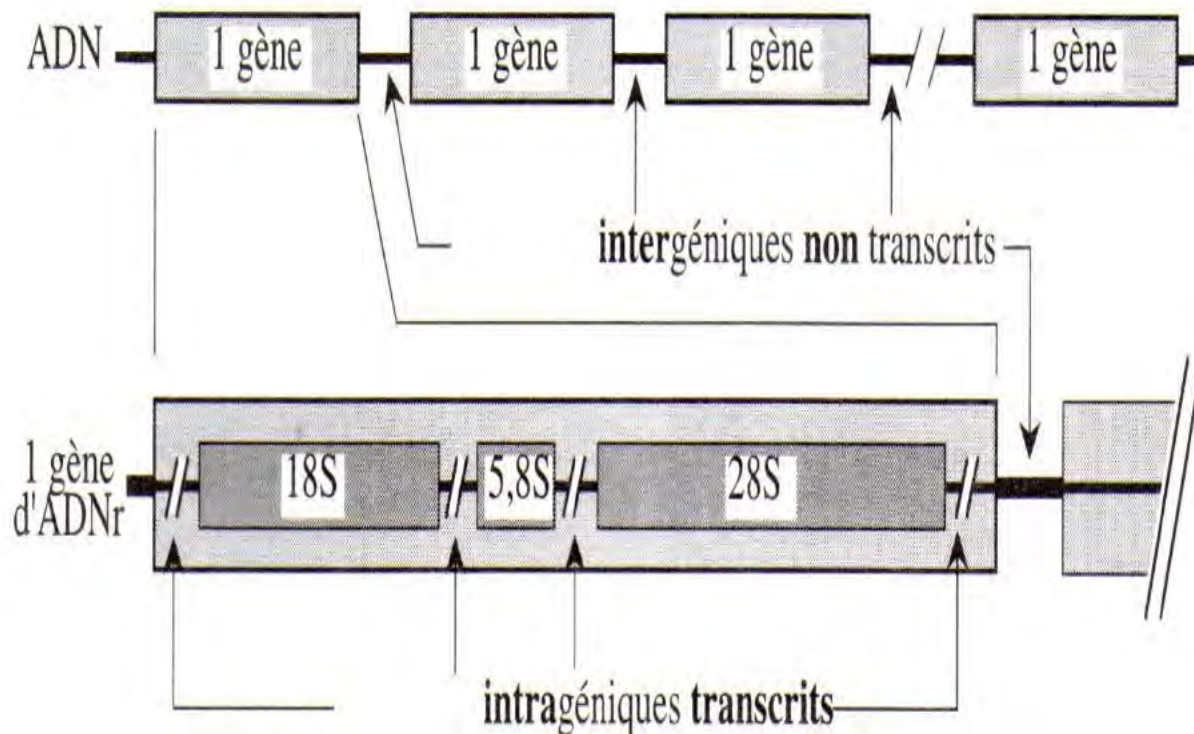 ADN 1 gène 1 gène 1 gène 1 gène
intergéniques non transcrits
1 gène
d'ADNr
18S 5,8S 28S
intragéniques transcrits